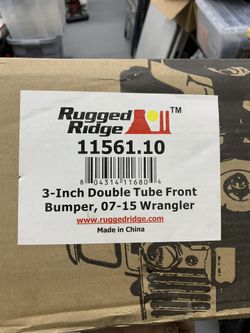 Rugged
Ridge
TM
11561.10
8 04314 11680 4
3-Inch Double Tube Front
Bumper, 07-15 Wrangler
www.ruggedridge.com
Made in China